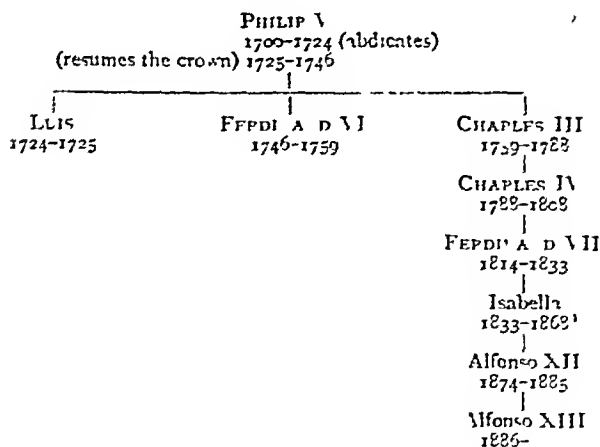 PHILIP V
1700–1724 (abdicates)
(resumes the crown) 1725–1746
LUIS
1724–1725
FERDINAND VI
1746–1759
CHARLES III
1759–1788
CHARLES IV
1788–1808
FERDINAND VII
1814–1833
Isabella
1833–1868
Alfonso XII
1874–1885
Alfonso XIII
1886–